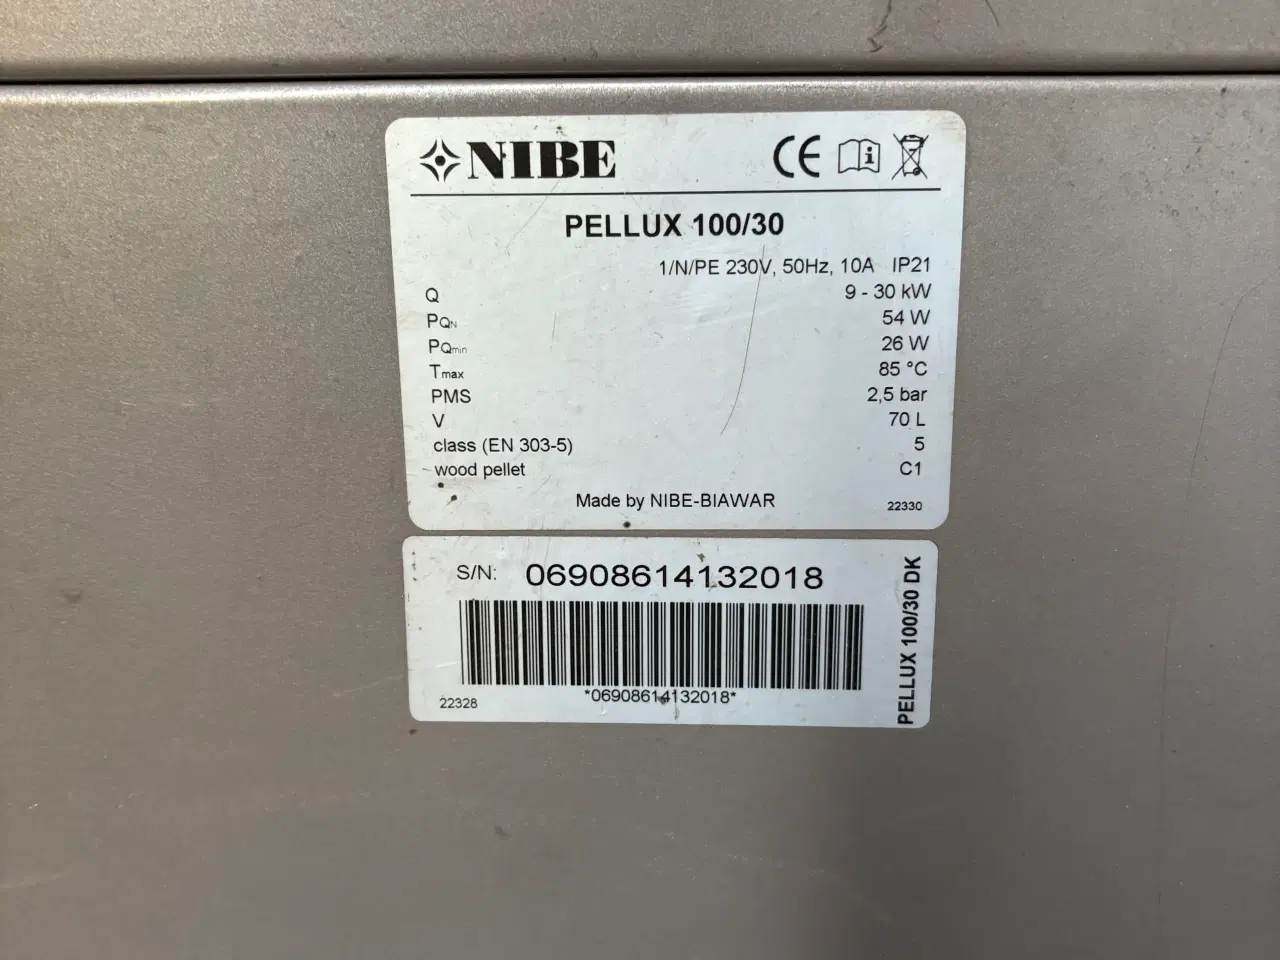 NIBE
CE
PELLUX 100/30
1/N/PE 230V, 50Hz, 10A IP21
Q 9 - 30 kW
PQN 54 W
PQmin 26 W
Tmax 85 °C
PMS 2,5 bar
V 70 L
class (EN 303-5) 5
wood pellet C1
Made by NIBE-BIAWAR 22330
S/N: 06908614132018
*06908614132018*
22328
PELLUX 100/30 DK